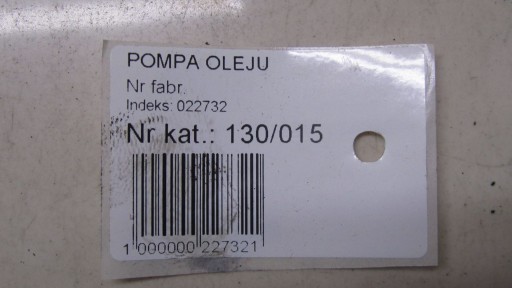 POMPA OLEJU
Nr fabr.
Indeks: 022732
Nr kat.: 130/015
1 000000 227321